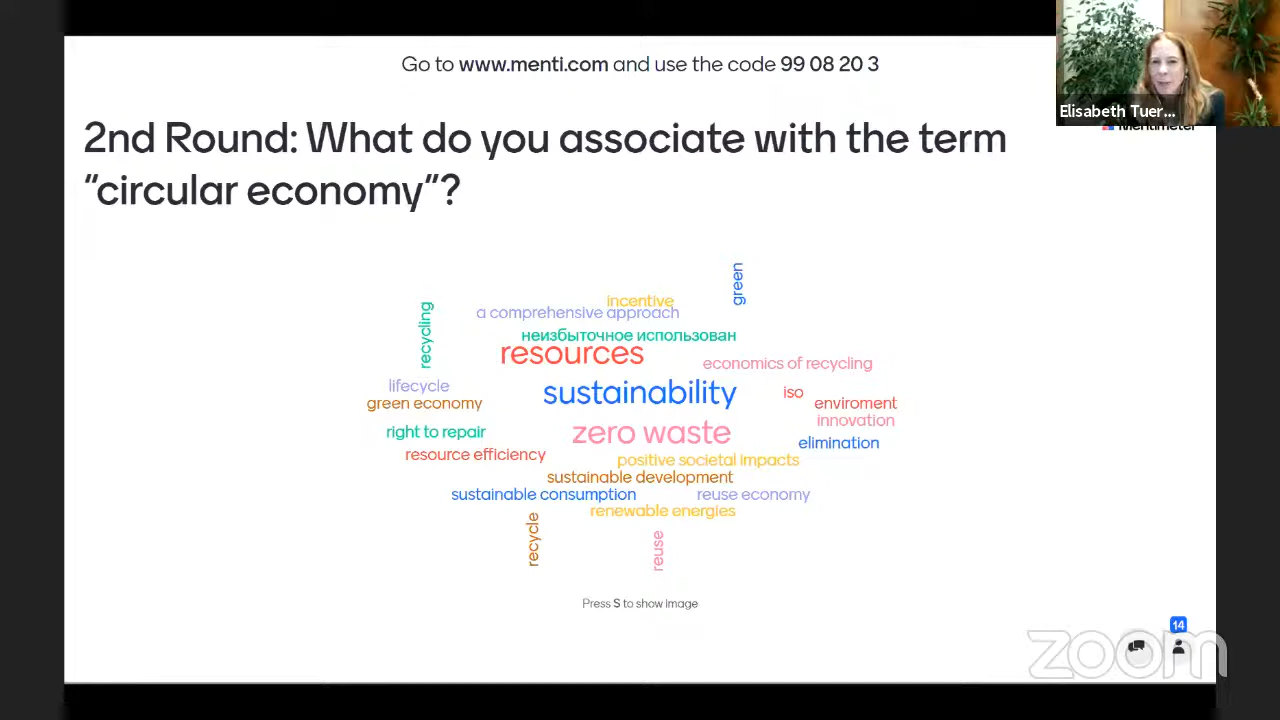 Go to www.menti.com and use the code 99 08 20 3
Elisabeth Tuer...
Mentimeter
2nd Round: What do you associate with the term
“circular economy”?
green
incentive
recycling
a comprehensive approach
неизбыточное использован
resources
economics of recycling
lifecycle
sustainability
iso
green economy
enviroment
innovation
right to repair
zero waste
elimination
resource efficiency
positive societal impacts
sustainable development
sustainable consumption
reuse economy
renewable energies
recycle
reuse
Press S to show image
14
zoom